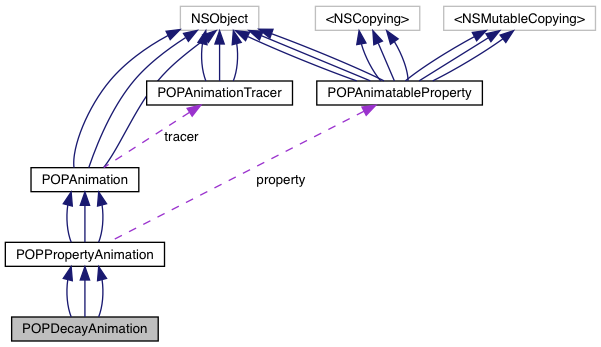 NSObject
<NSCopying>
<NSMutableCopying>
POPAnimationTracer
POPAnimatableProperty
tracer
POPAnimation
property
POPPropertyAnimation
POPDecayAnimation